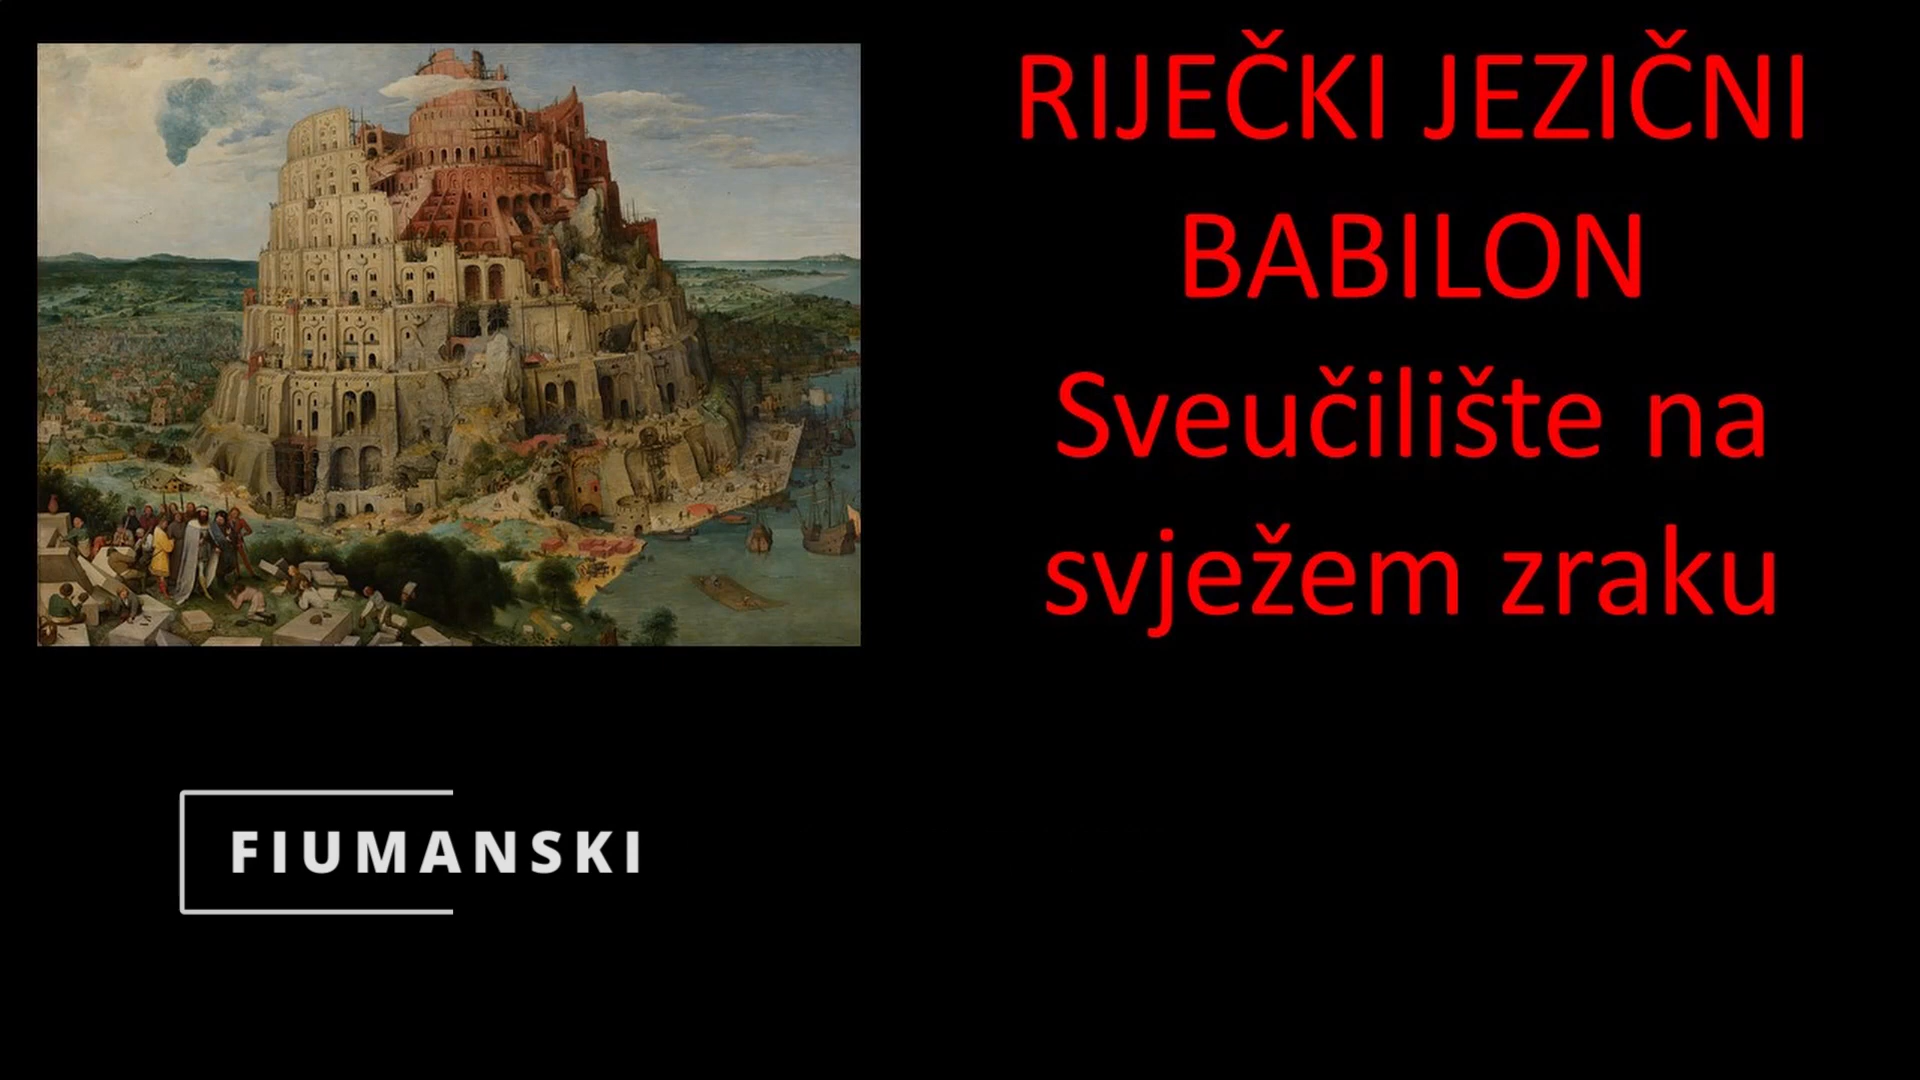 RIJEČKI JEZIČNI
BABILON
Sveučilište na
svježem zraku
FIUMANSKI